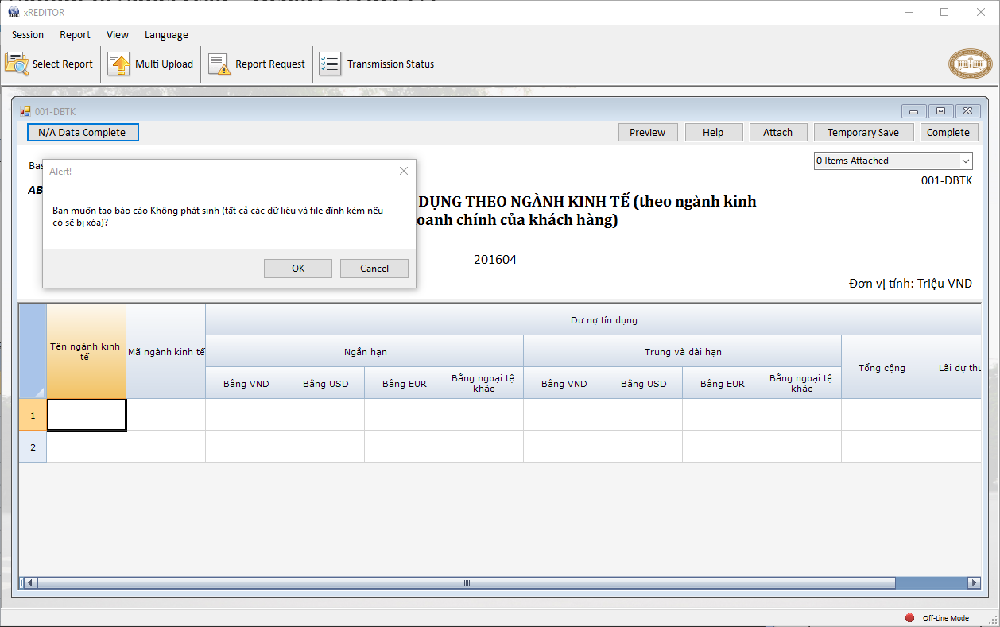 xREDITOR
Session Report View Language
Select Report Multi Upload Report Request Transmission Status
001-DBTK
N/A Data Complete Preview Help Attach Temporary Save Complete
0 Items Attached
001-DBTK
Alert!
Bạn muốn tạo báo cáo Không phát sinh (tất cả các dữ liệu và file đính kèm nếu
có sẽ bị xóa)?
OK Cancel
DỤNG THEO NGÀNH KINH TẾ (theo ngành kinh
oanh chính của khách hàng)
201604
Đơn vị tính: Triệu VND
Tên ngành kinh
tế
Mã ngành kinh tế
Dư nợ tín dụng
Ngắn hạn
Trung và dài hạn
Tổng cộng
Lãi dự thu
Bằng VND
Bằng USD
Bằng EUR
Bằng ngoại tệ
khác
Bằng VND
Bằng USD
Bằng EUR
Bằng ngoại tệ
khác
1
2
Off-Line Mode